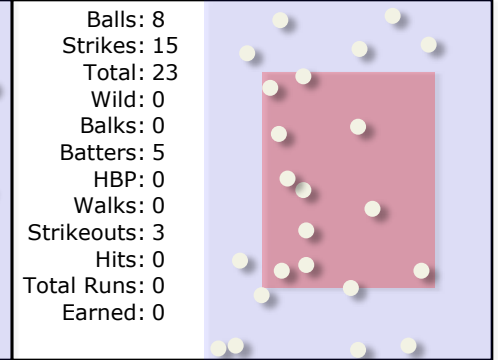 Balls: 8
Strikes: 15
Total: 23
Wild: 0
Balks: 0
Batters: 5
HBP: 0
Walks: 0
Strikeouts: 3
Hits: 0
Total Runs: 0
Earned: 0